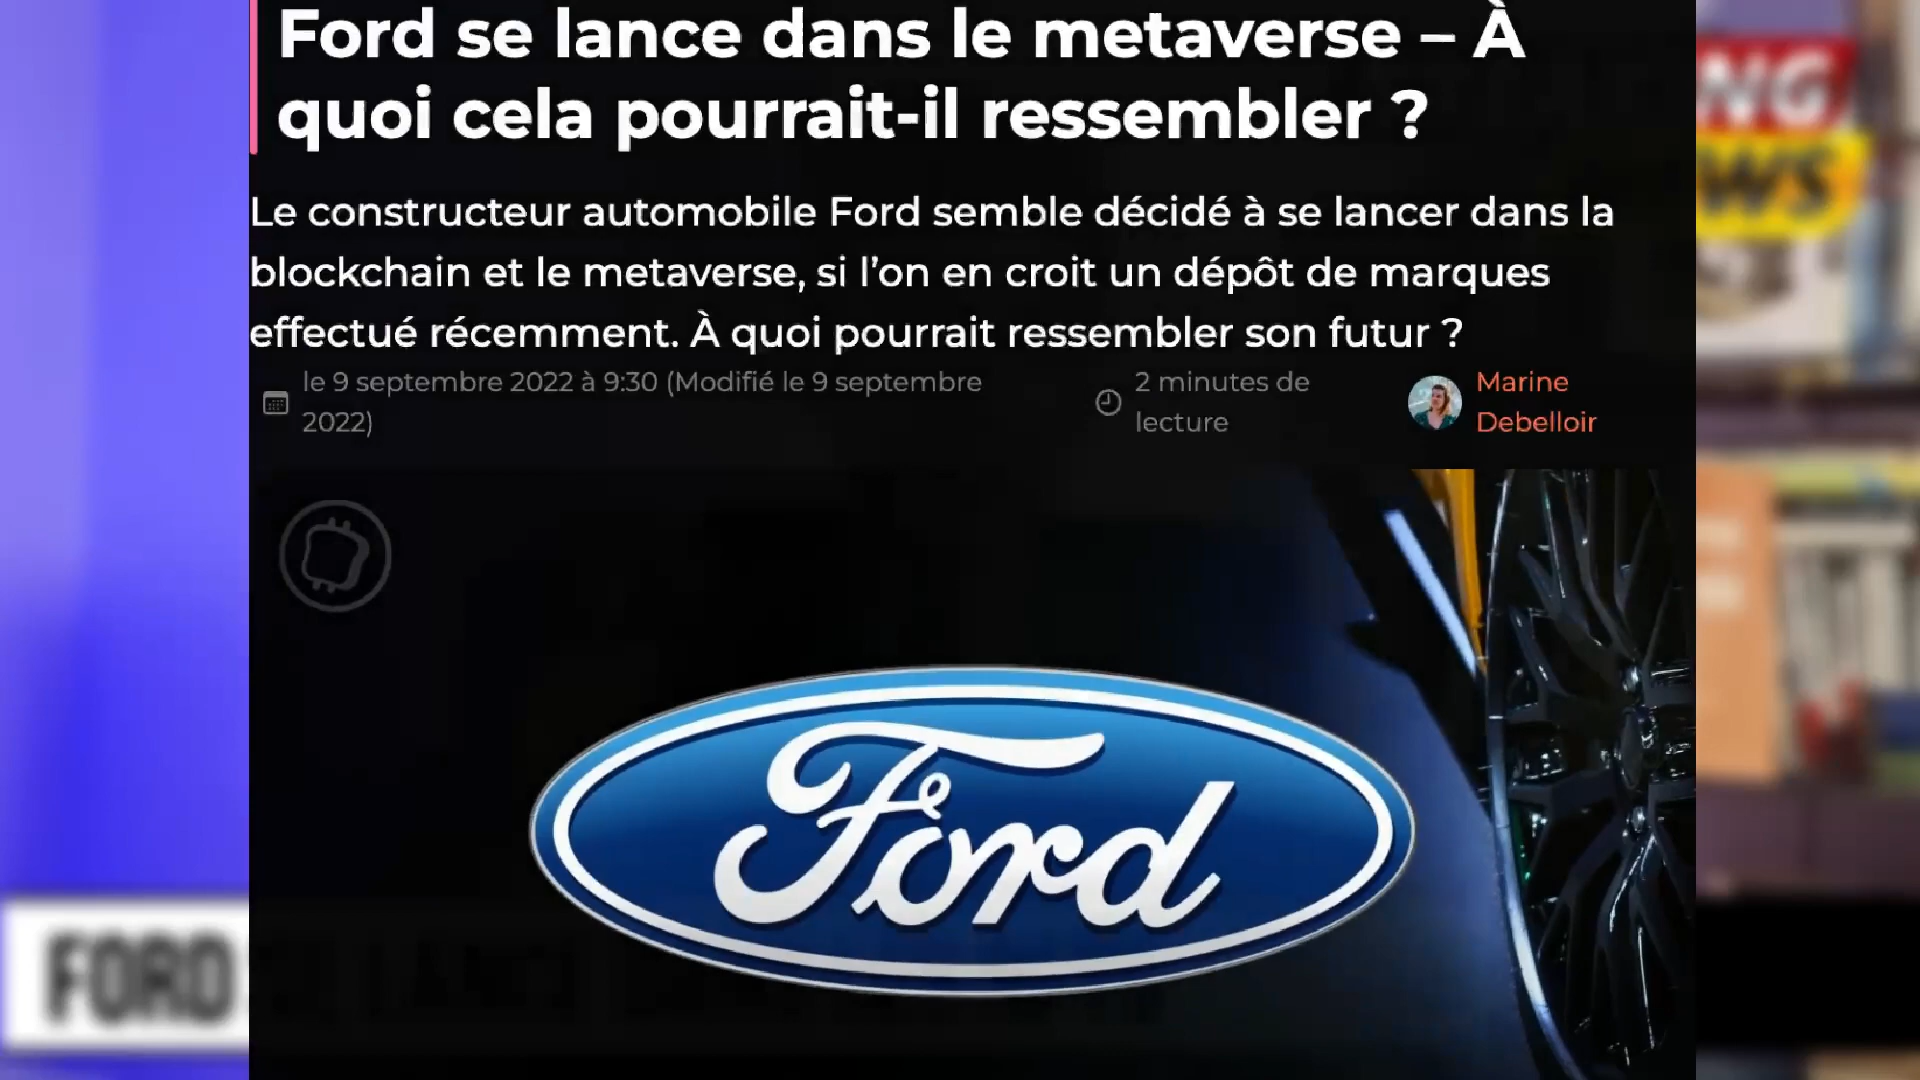 Ford se lance dans le metaverse – À
quoi cela pourrait-il ressembler ?
Le constructeur automobile Ford semble décidé à se lancer dans la
blockchain et le metaverse, si l’on en croit un dépôt de marques
effectué récemment. À quoi pourrait ressembler son futur ?
le 9 septembre 2022 à 9:30 (Modifié le 9 septembre
2022)
2 minutes de
lecture
Marine
Debelloir
Ford
FORD